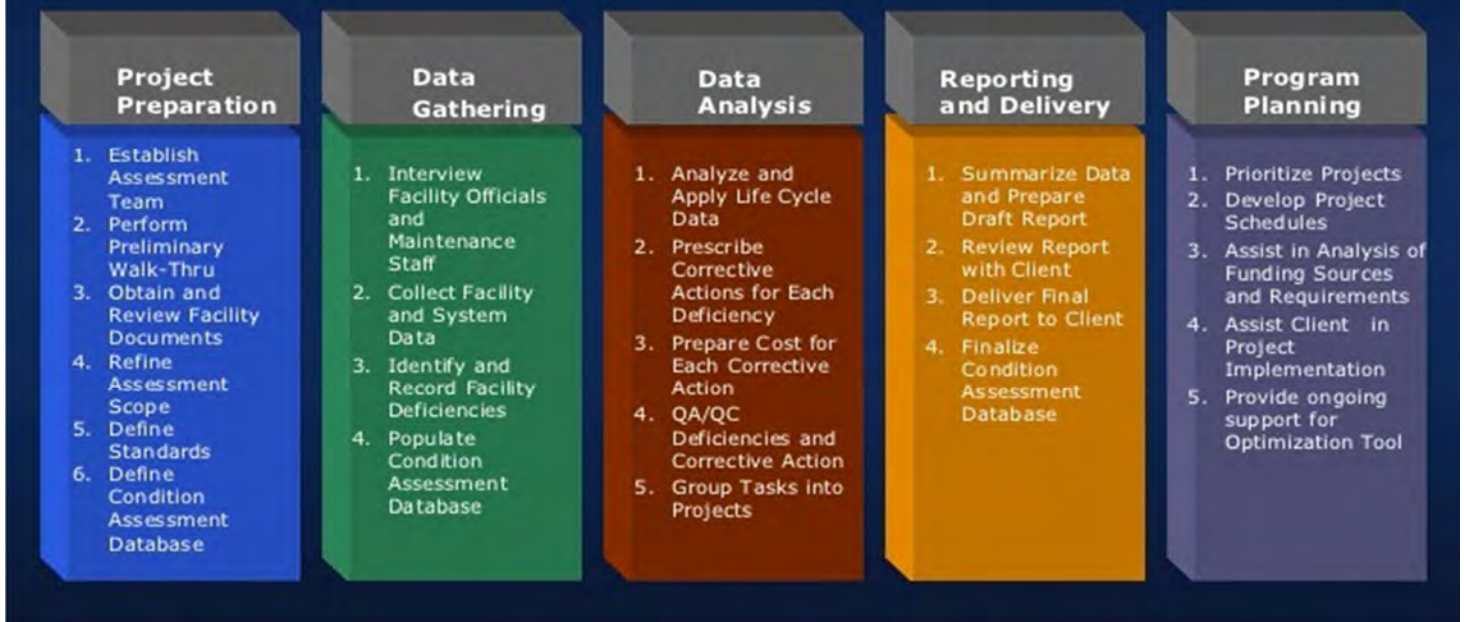 Project
Preparation
1. Establish
Assessment
Team
2. Perform
Preliminary
Walk-Thru
3. Obtain and
Review Facility
Documents
4. Refine
Assessment
Scope
5. Define
Standards
6. Define
Condition
Assessment
Database
Data
Gathering
1. Interview
Facility Officials
and
Maintenance
Staff
2. Collect Facility
and System
Data
3. Identify and
Record Facility
Deficiencies
4. Populate
Condition
Assessment
Database
Data
Analysis
1. Analyze and
Apply Life Cycle
Data
2. Prescribe
Corrective
Actions for Each
Deficiency
3. Prepare Cost for
Each Corrective
Action
4. QA/QC
Deficiencies and
Corrective Action
5. Group Tasks into
Projects
Reporting
and Delivery
1. Summarize Data
and Prepare
Draft Report
2. Review Report
with Client
3. Deliver Final
Report to Client
4. Finalize
Condition
Assessment
Database
Program
Planning
1. Prioritize Projects
2. Develop Project
Schedules
3. Assist in Analysis of
Funding Sources
and Requirements
4. Assist Client in
Project
Implementation
5. Provide ongoing
support for
Optimization Tool